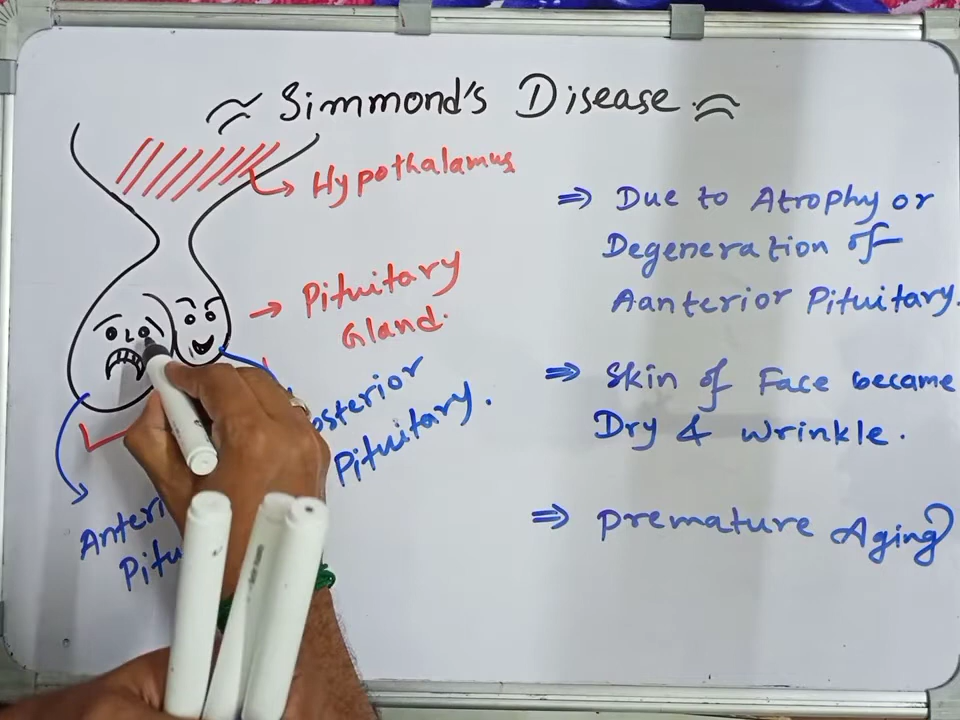 Simmond's Disease.
Hypothalamus
Pituitary
Gland.
Pituitary.
⇒ Due to Atrophy or
Degeneration of
Aanterior Pituitary.
⇒ Skin of Face became
Dry & Wrinkle.
⇒ Premature Aging